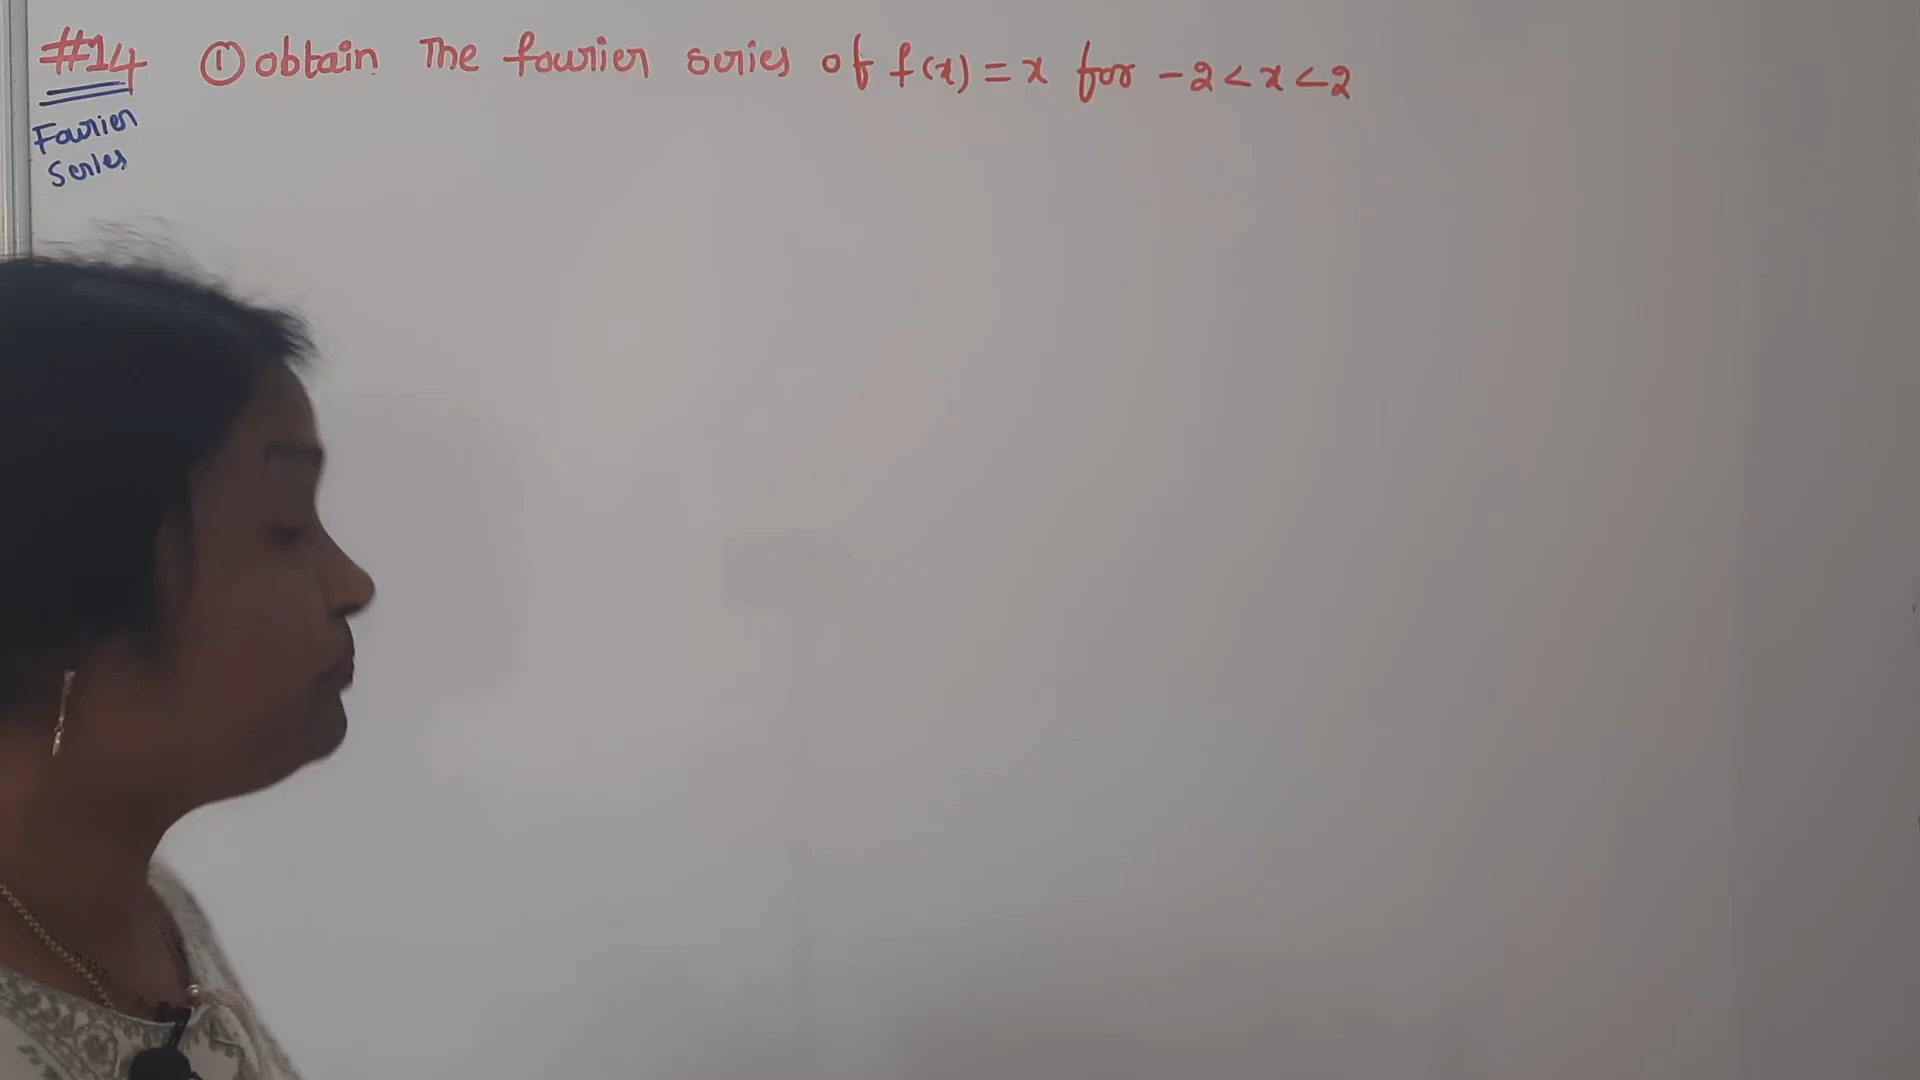 #14 ① obtain The fourier series of f(x) = x for -2 < x < 2
Fourier
Series